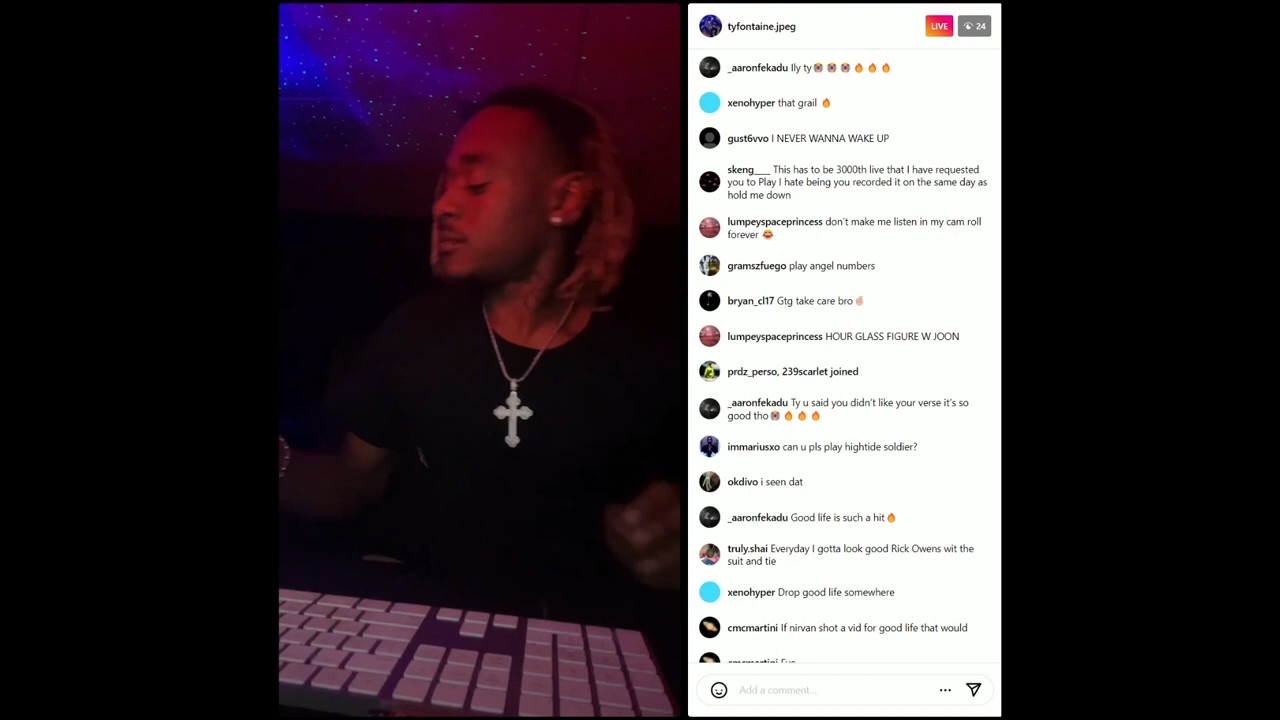 tyfontaine.jpeg
LIVE
24
_aaronfekadu Ily ty😭😭😭🔥🔥🔥
xenohyper that grail 🔥
gust6vvo I NEVER WANNA WAKE UP
skeng___ This has to be 3000th live that I have requested
you to Play I hate being you recorded it on the same day as
hold me down
lumpeyspaceprincess don't make me listen in my cam roll
forever 😂
gramszfuego play angel numbers
bryan_cl17 Gtg take care bro
lumpeyspaceprincess HOUR GLASS FIGURE W JOON
prdz_perso, 239scarlet joined
_aaronfekadu Ty u said you didn't like your verse it's so
good tho😭🔥🔥🔥
immariusxo can u pls play hightide soldier?
okdivo i seen dat
_aaronfekadu Good life is such a hit🔥
truly.shai Everyday I gotta look good Rick Owens wit the
suit and tie
xenohyper Drop good life somewhere
cmcmartini If nirvan shot a vid for good life that would
cmcmartini
Add a comment...